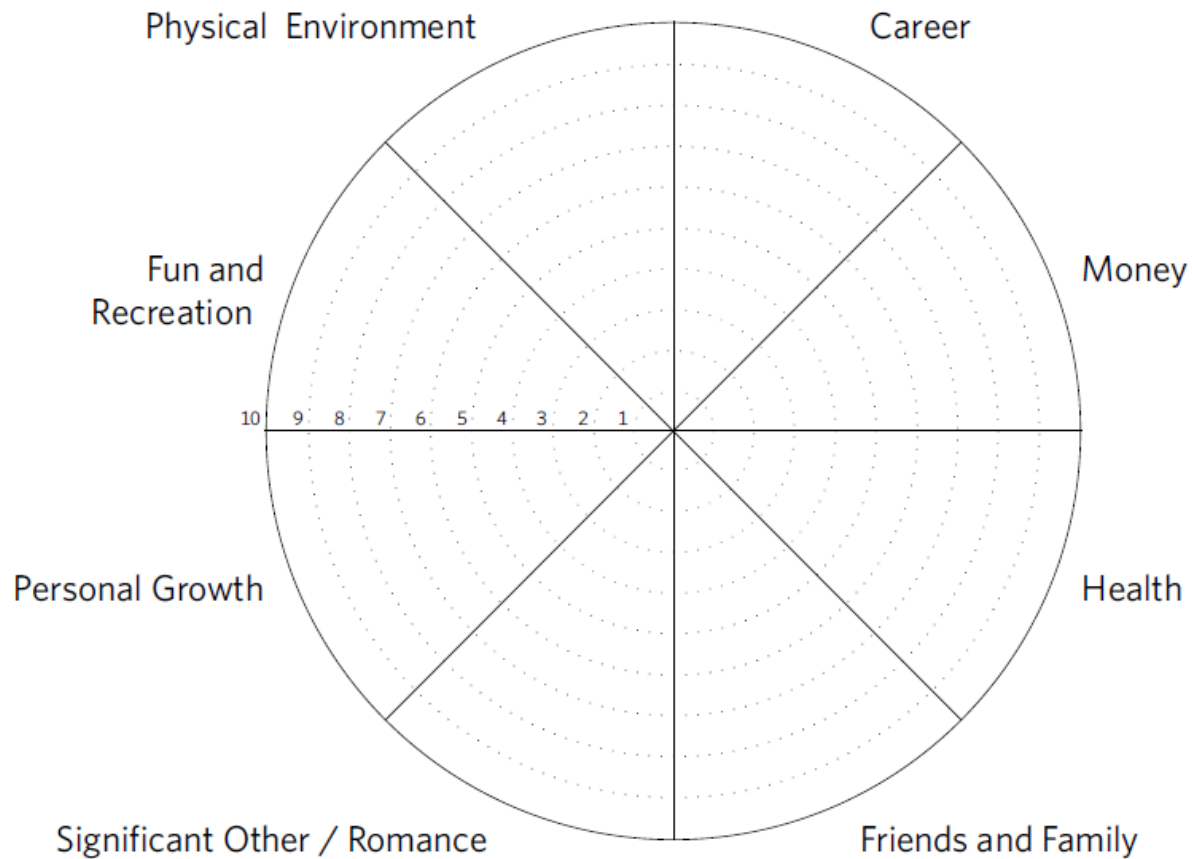 Physical Environment
Career
Fun and
Recreation
Money
10 9 8 7 6 5 4 3 2 1
Personal Growth
Health
Significant Other / Romance
Friends and Family